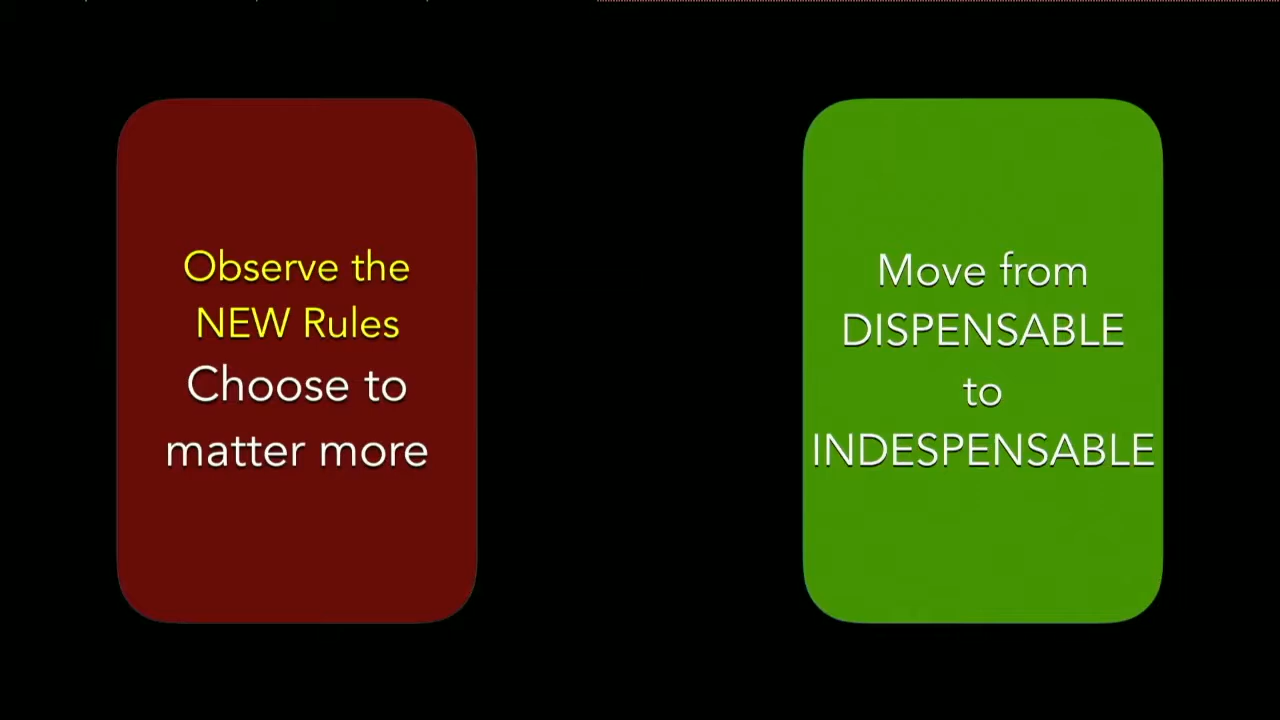 Observe the
NEW Rules
Choose to
matter more
Move from
DISPENSABLE
to
INDESPENSABLE